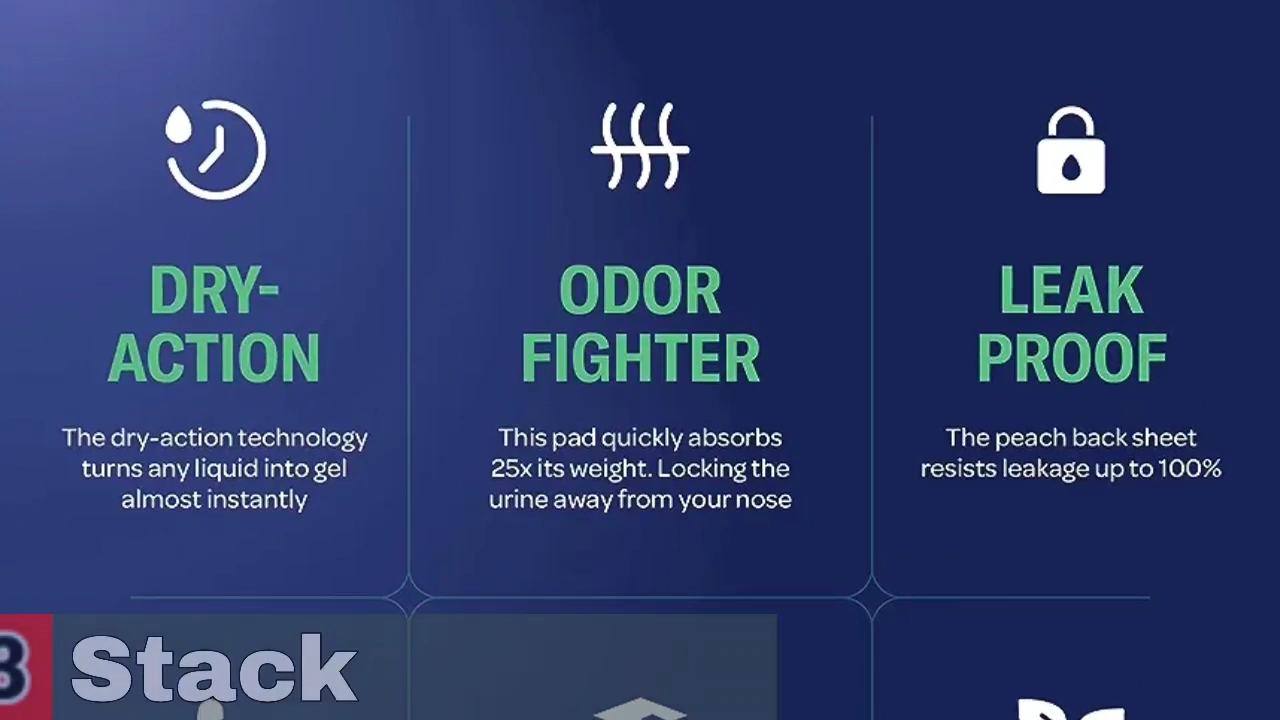 DRY-
ACTION
The dry-action technology
turns any liquid into gel
almost instantly
ODOR
FIGHTER
This pad quickly absorbs
25x its weight. Locking the
urine away from your nose
LEAK
PROOF
The peach back sheet
resists leakage up to 100%
3 Stack